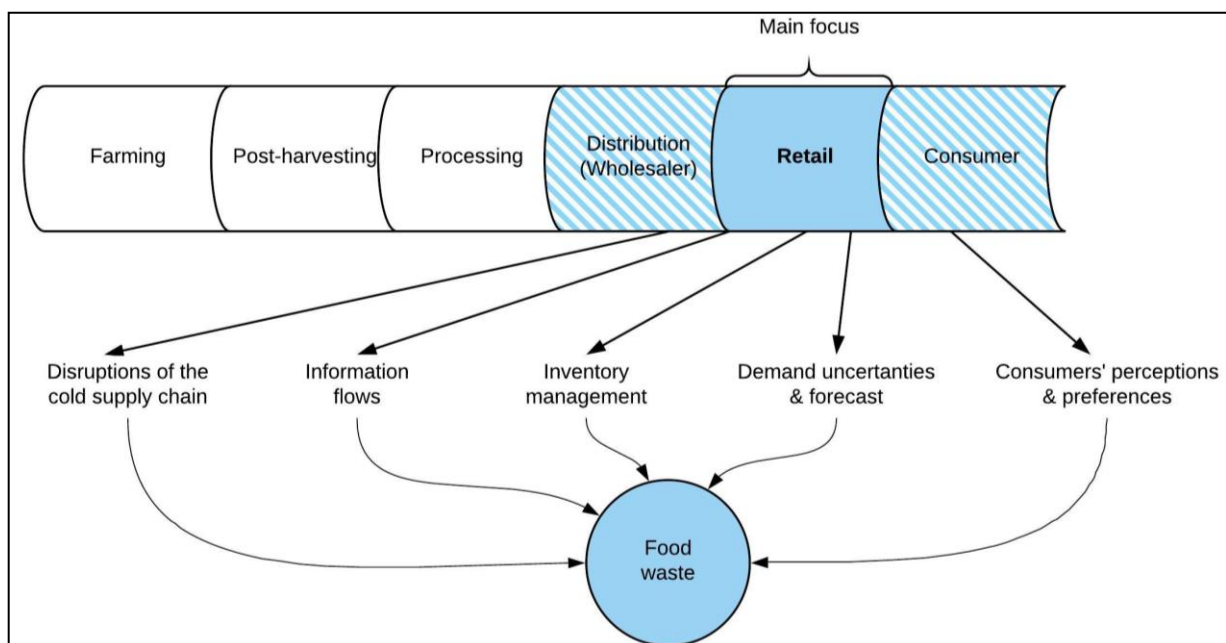 Main focus
Farming
Post-harvesting
Processing
Distribution
(Wholesaler)
Retail
Consumer
Disruptions of the
cold supply chain
Information
flows
Inventory
management
Demand uncertanties
& forecast
Consumers' perceptions
& preferences
Food
waste